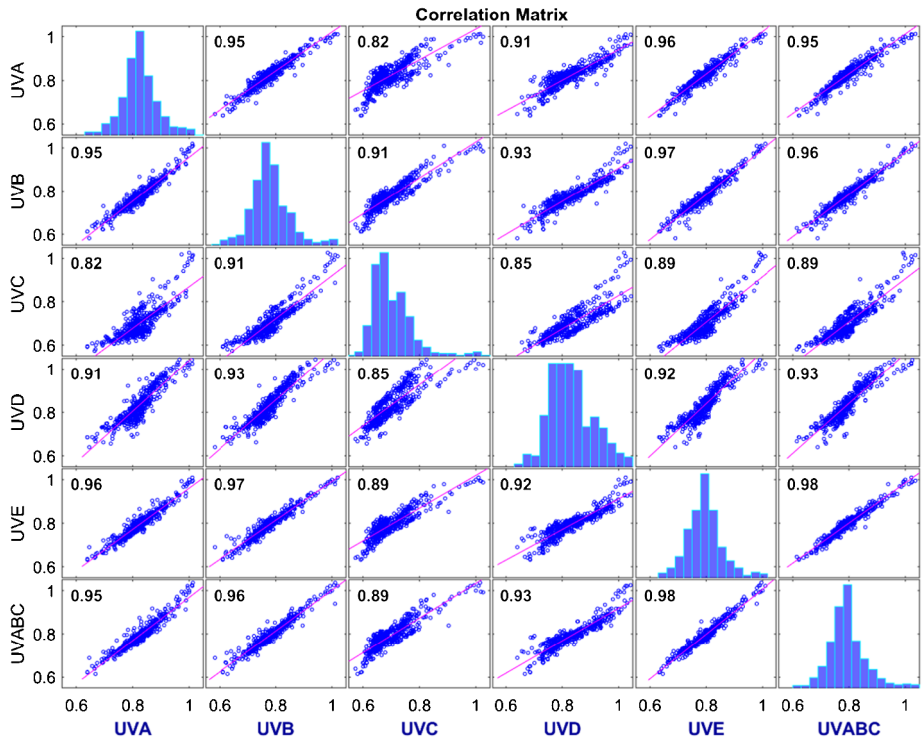 Correlation Matrix
UVA 1 0.8 0.6 0.95 0.82 0.91 0.96 0.95
UVB 1 0.8 0.6 0.95 0.91 0.93 0.97 0.96
UVC 1 0.8 0.6 0.82 0.91 0.85 0.89 0.89
UVD 1 0.8 0.6 0.91 0.93 0.85 0.92 0.93
UVE 1 0.8 0.6 0.96 0.97 0.89 0.92 0.98
UVABC 1 0.8 0.6 0.95 0.96 0.89 0.93 0.98
0.6 0.8 1 0.6 0.8 1 0.6 0.8 1 0.6 0.8 1 0.6 0.8 1 0.6 0.8 1
UVA UVB UVC UVD UVE UVABC